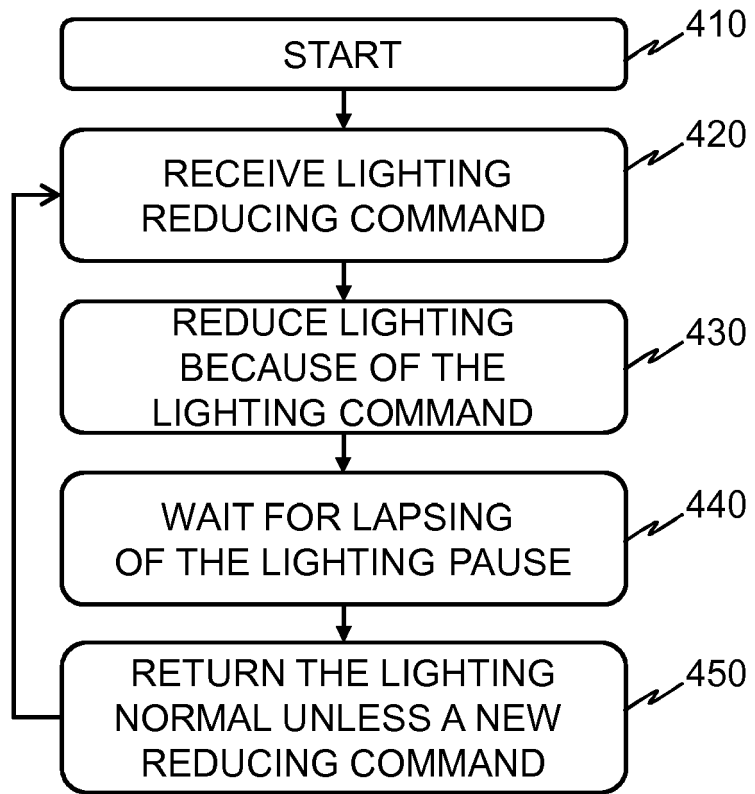 START
410
RECEIVE LIGHTING
REDUCING COMMAND
420
REDUCE LIGHTING
BECAUSE OF THE
LIGHTING COMMAND
430
WAIT FOR LAPSING
OF THE LIGHTING PAUSE
440
RETURN THE LIGHTING
NORMAL UNLESS A NEW
REDUCING COMMAND
450